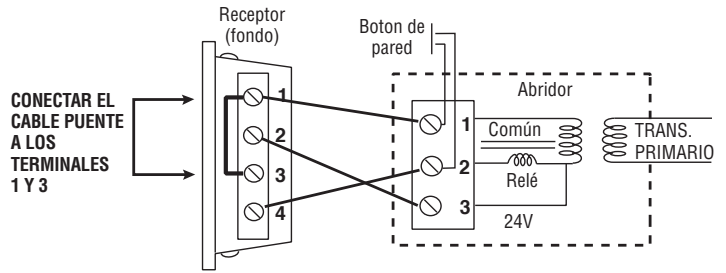 Receptor
(fondo)
Boton de
pared
Abridor
CONECTAR EL
CABLE PUENTE
A LOS
TERMINALES
1 Y 3
1
2
3
4
1
2
3
Común
Relé
24V
TRANS.
PRIMARIO